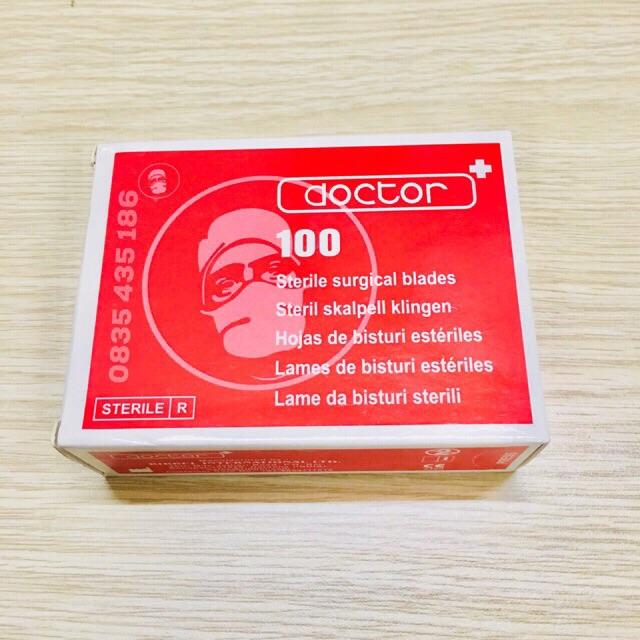 doctor
100
Sterile surgical blades
Steril skalpell klingen
Hojas de bisturi estériles
Lames de bisturi estériles
Lame da bisturi sterili
0835 435 186
STERILE R
doctor